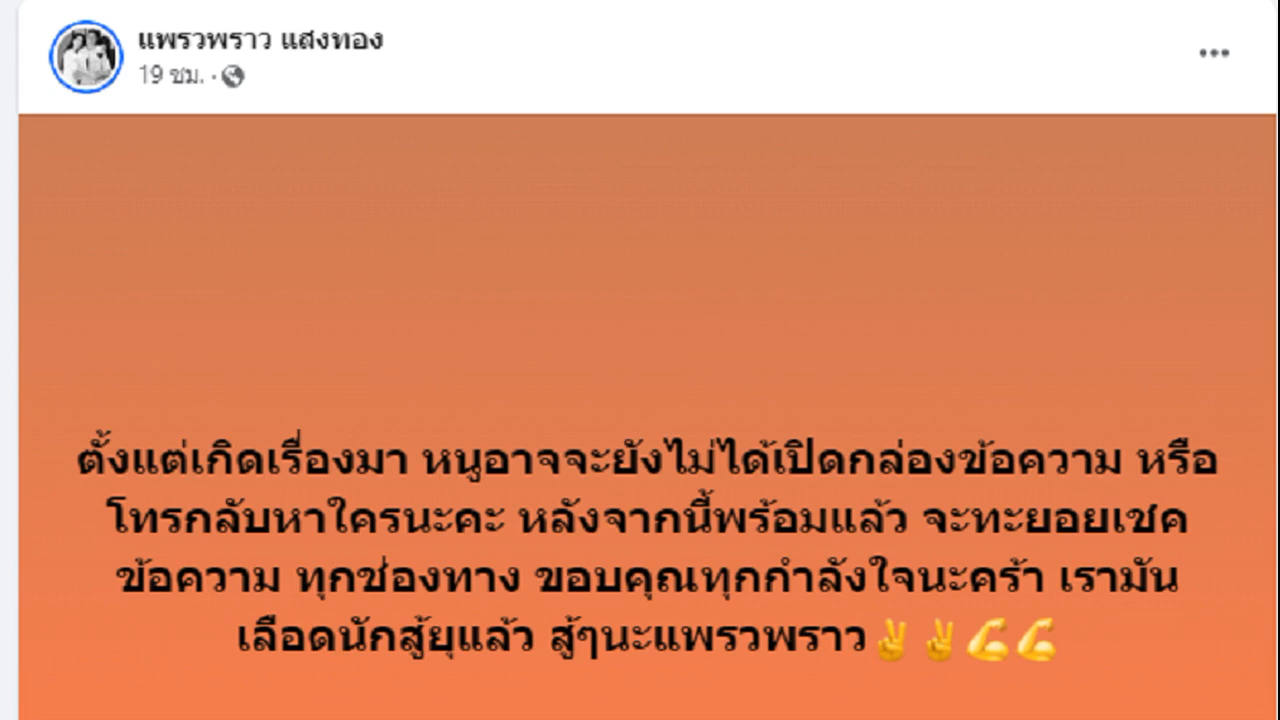 แพรวพราว แสงทอง
19 ชม. ·
ตั้งแต่เกิดเรื่องมา หนูอาจจะยังไม่ได้เปิดกล่องข้อความ หรือ
โทรกลับหาใครนะคะ หลังจากนี้พร้อมแล้ว จะทะยอยเชค
ข้อความ ทุกช่องทาง ขอบคุณทุกกำลังใจนะคร้า เรามัน
เลือดนักสู้ยุแล้ว สู้ๆนะแพรวพราว✌️✌️💪💪